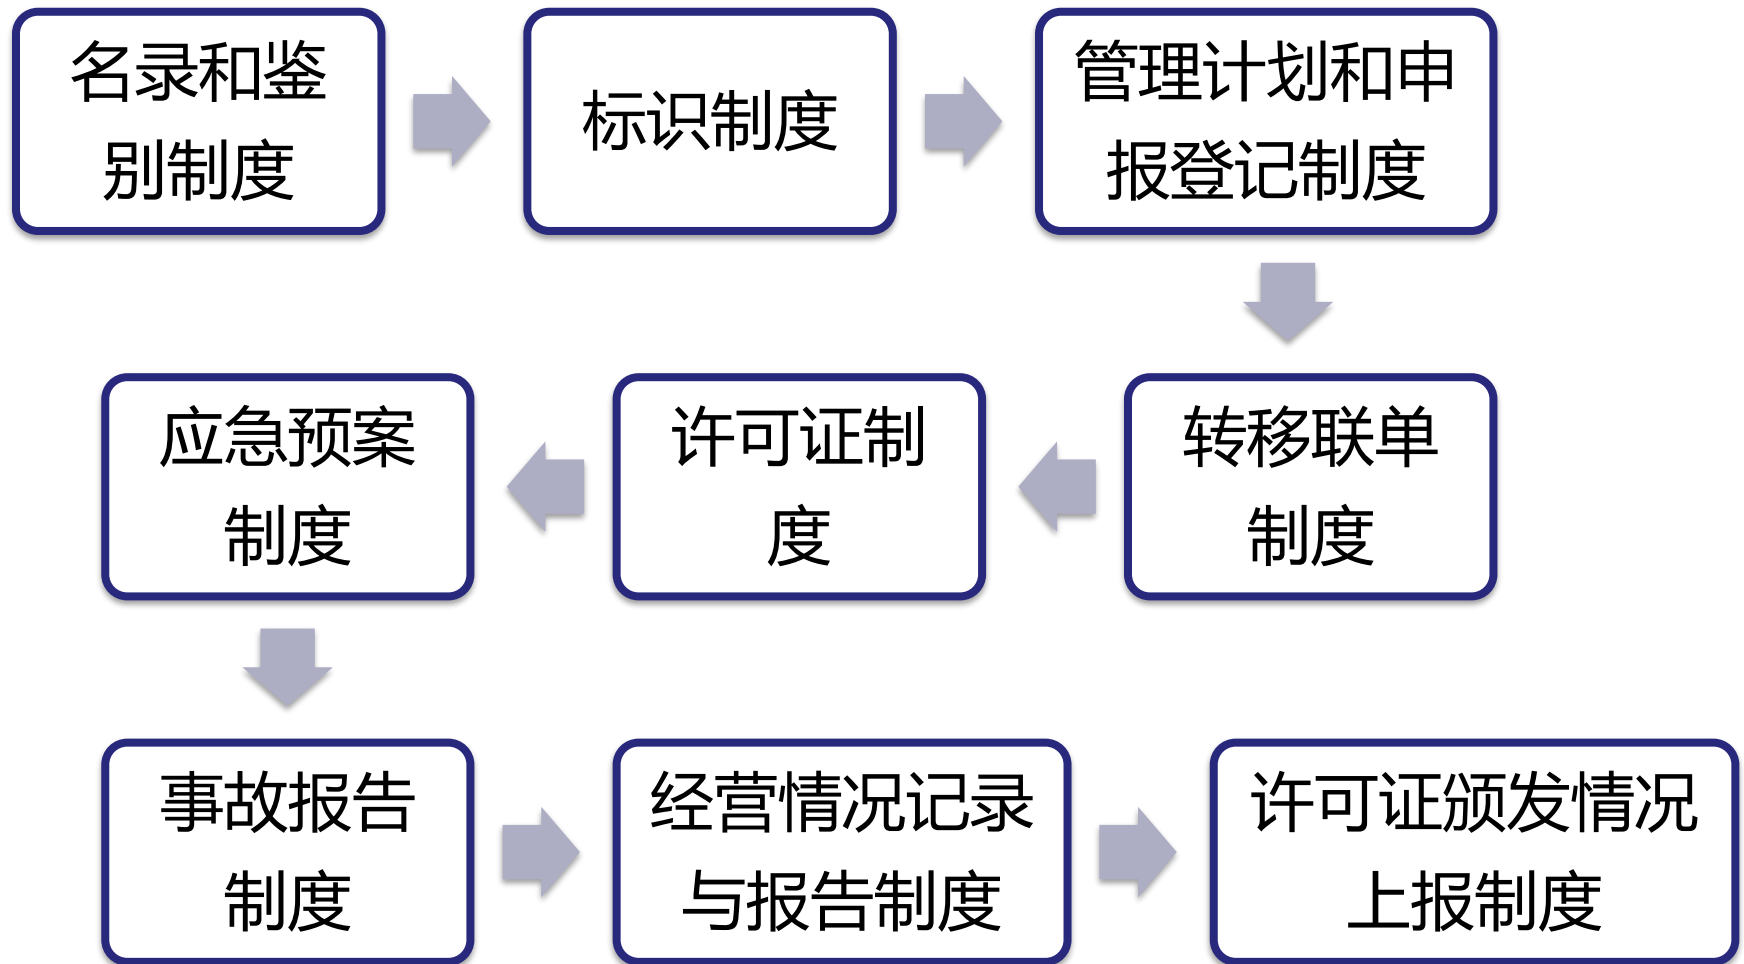 名录和鉴
别制度
标识制度
管理计划和申
报登记制度
转移联单
制度
许可证制
度
应急预案
制度
事故报告
制度
经营情况记录
与报告制度
许可证颁发情况
上报制度